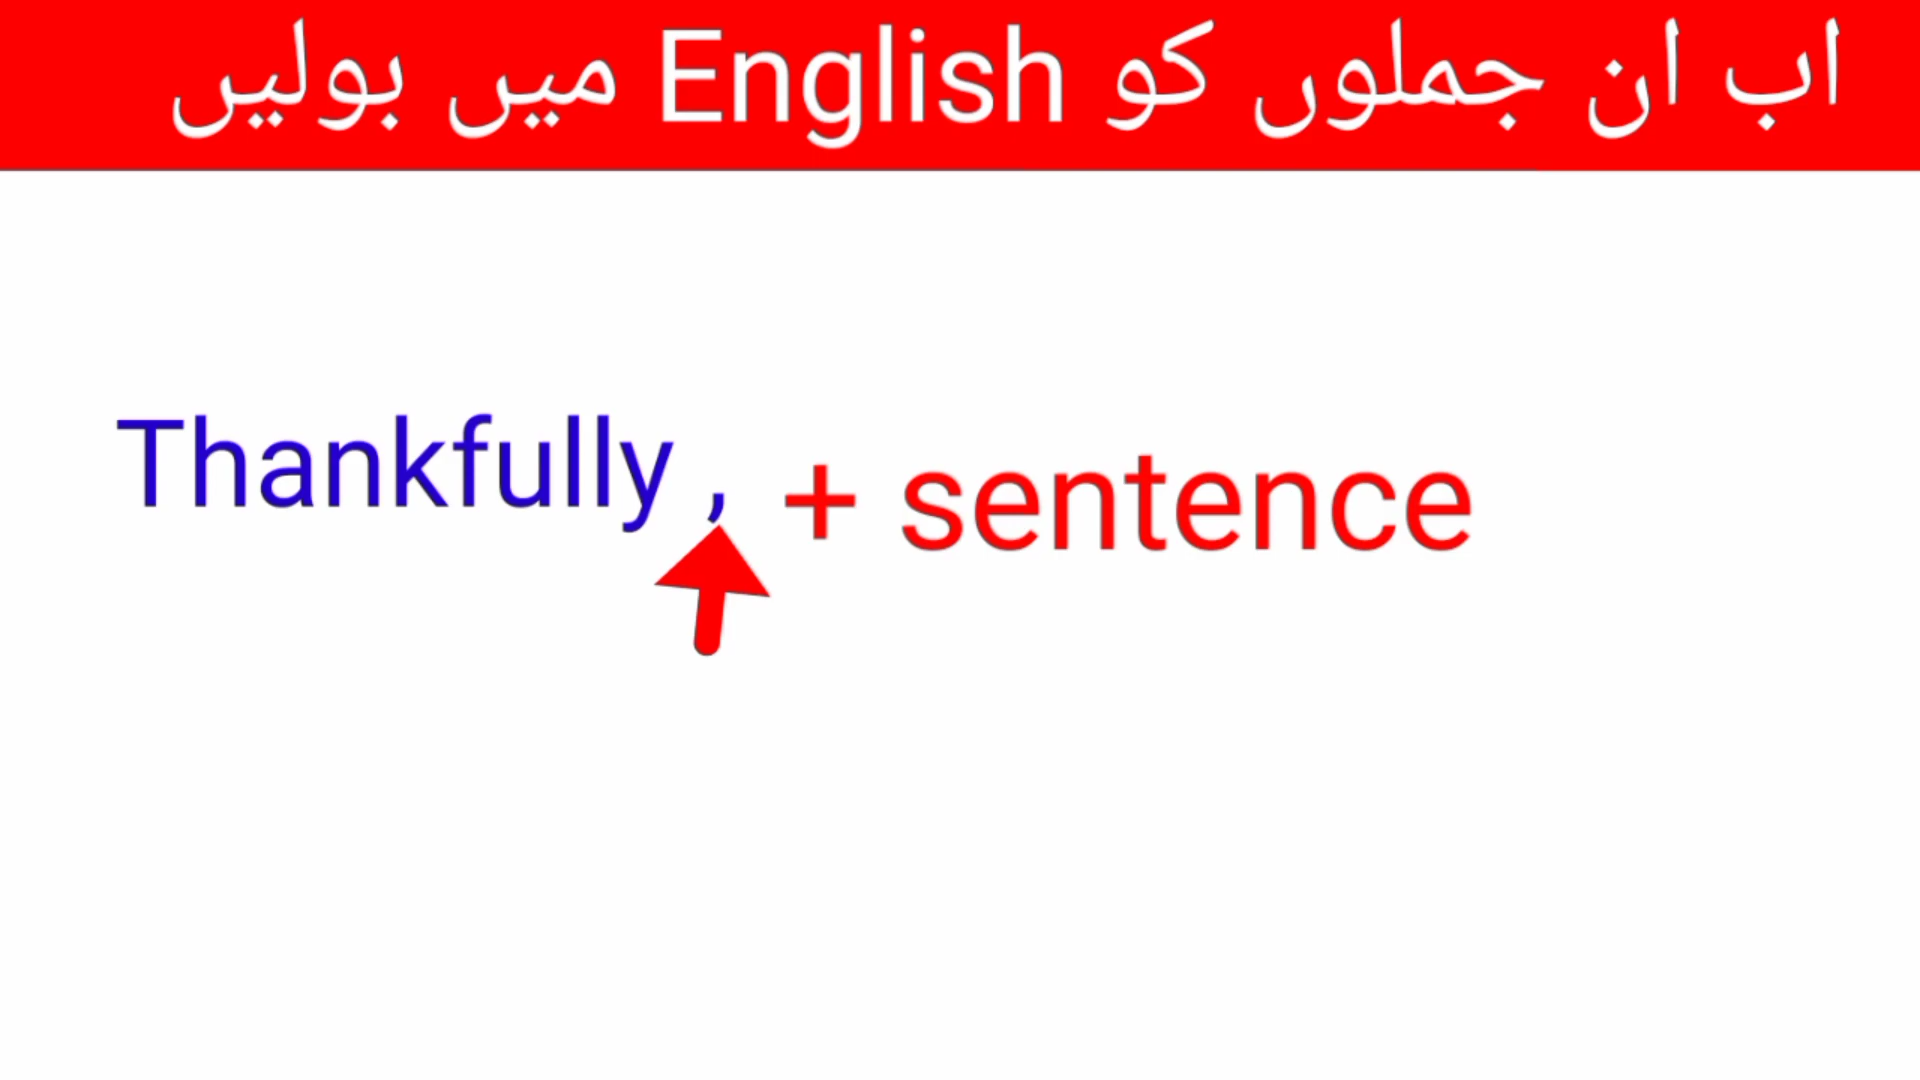 اب ان جملوں کو English میں بولیں
Thankfully , + sentence